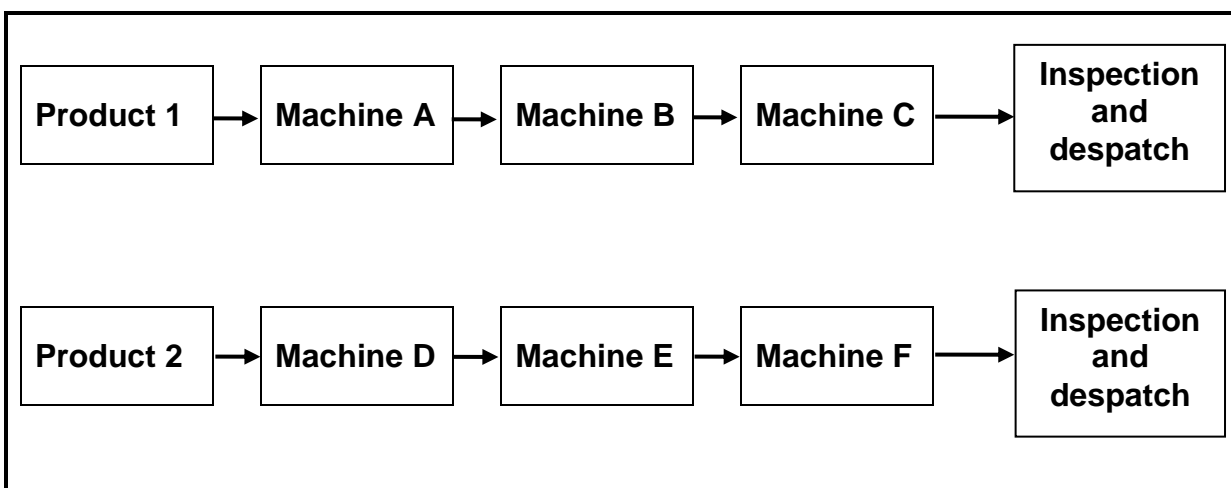 Product 1
Machine A
Machine B
Machine C
Inspection
and
despatch
Product 2
Machine D
Machine E
Machine F
Inspection
and
despatch